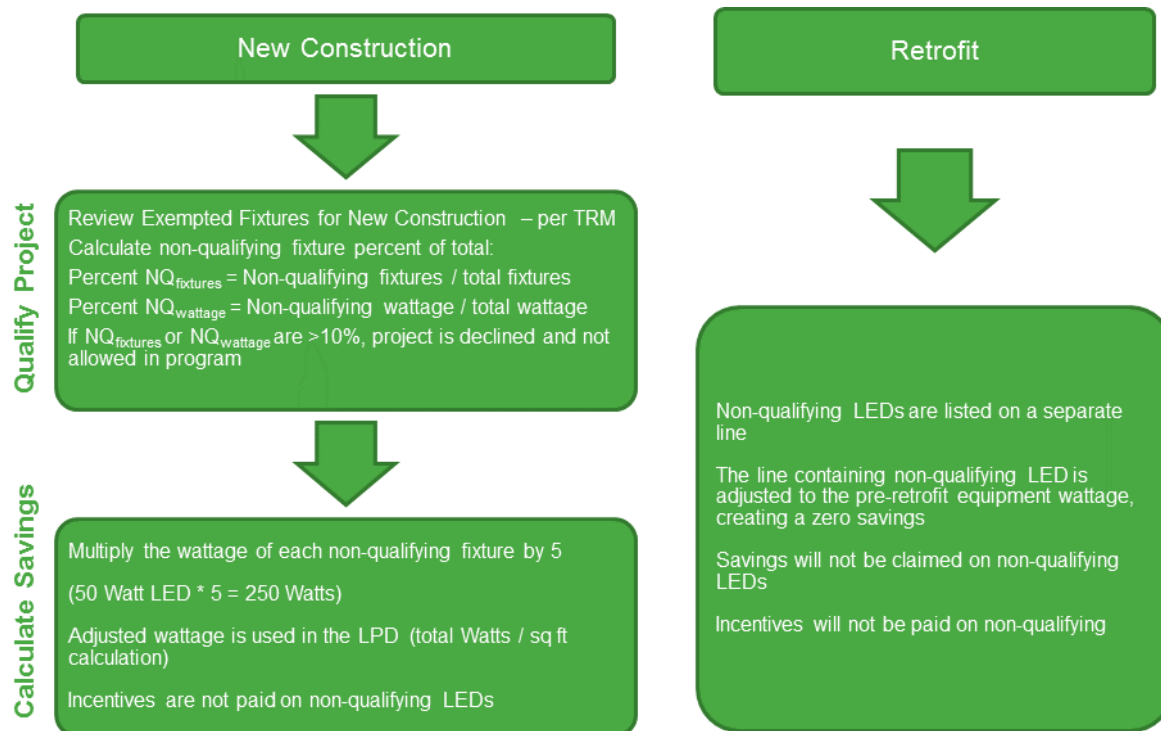 New Construction
Retrofit
Qualify Project
Review Exempted Fixtures for New Construction – per TRM
Calculate non-qualifying fixture percent of total:
Percent NQfixtures = Non-qualifying fixtures / total fixtures
Percent NQwattage = Non-qualifying wattage / total wattage
If NQfixtures or NQwattage are >10%, project is declined and not
allowed in program
Calculate Savings
Multiply the wattage of each non-qualifying fixture by 5
(50 Watt LED * 5 = 250 Watts)
Adjusted wattage is used in the LPD (total Watts / sq ft
calculation)
Incentives are not paid on non-qualifying LEDs
Non-qualifying LEDs are listed on a separate
line
The line containing non-qualifying LED is
adjusted to the pre-retrofit equipment wattage,
creating a zero savings
Savings will not be claimed on non-qualifying
LEDs
Incentives will not be paid on non-qualifying